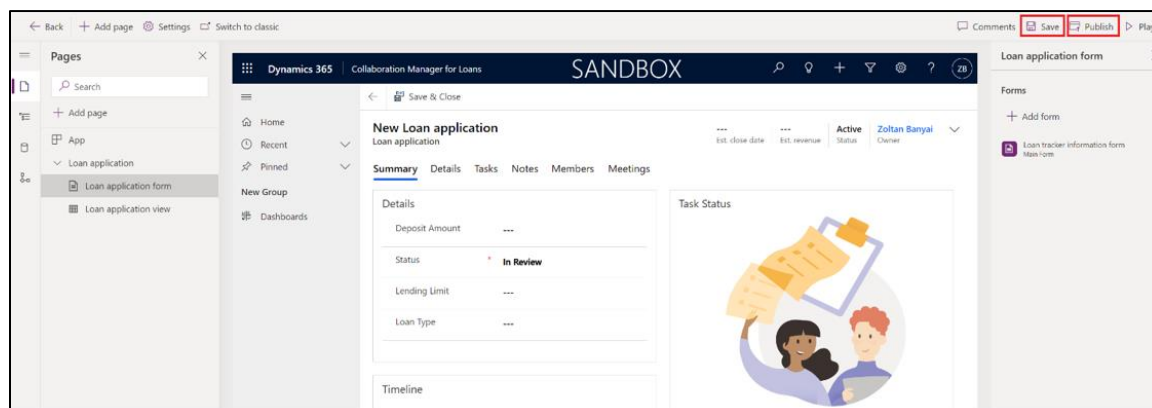 Back Add page Settings Switch to classic Comments Save Publish Play
Pages
Search
Add page
App
Loan application
Loan application form
Loan application view
Dynamics 365 Collaboration Manager for Loans SANDBOX ZB
Save & Close
Home
Recent
Pinned
New Group
Dashboards
New Loan application
Loan application
--- Est. close date
--- Est. revenue
Active Status
Zoltan Banyai Owner
Summary Details Tasks Notes Members Meetings
Details
Deposit Amount ---
Status * In Review
Lending Limit ---
Loan Type ---
Timeline
Task Status
Loan application form
Forms
Add form
Loan tracker information form
Main Form